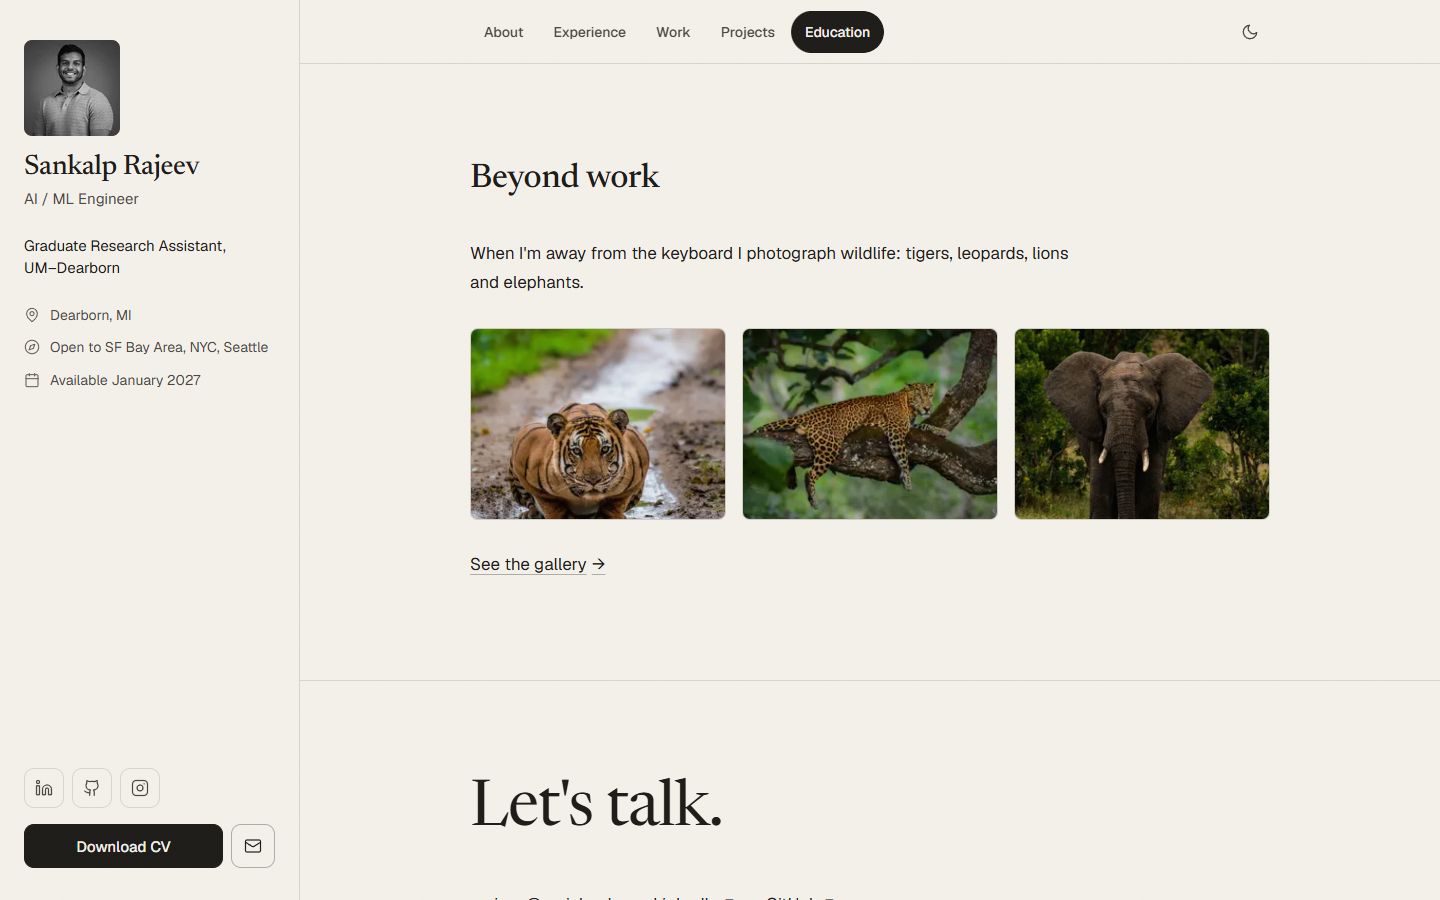 Sankalp Rajeev
AI / ML Engineer
Graduate Research Assistant,
UM–Dearborn
Dearborn, MI
Open to SF Bay Area, NYC, Seattle
Available January 2027
Download CV
About
Experience
Work
Projects
Education
Beyond work
When I'm away from the keyboard I photograph wildlife: tigers, leopards, lions
and elephants.
See the gallery →
Let's talk.